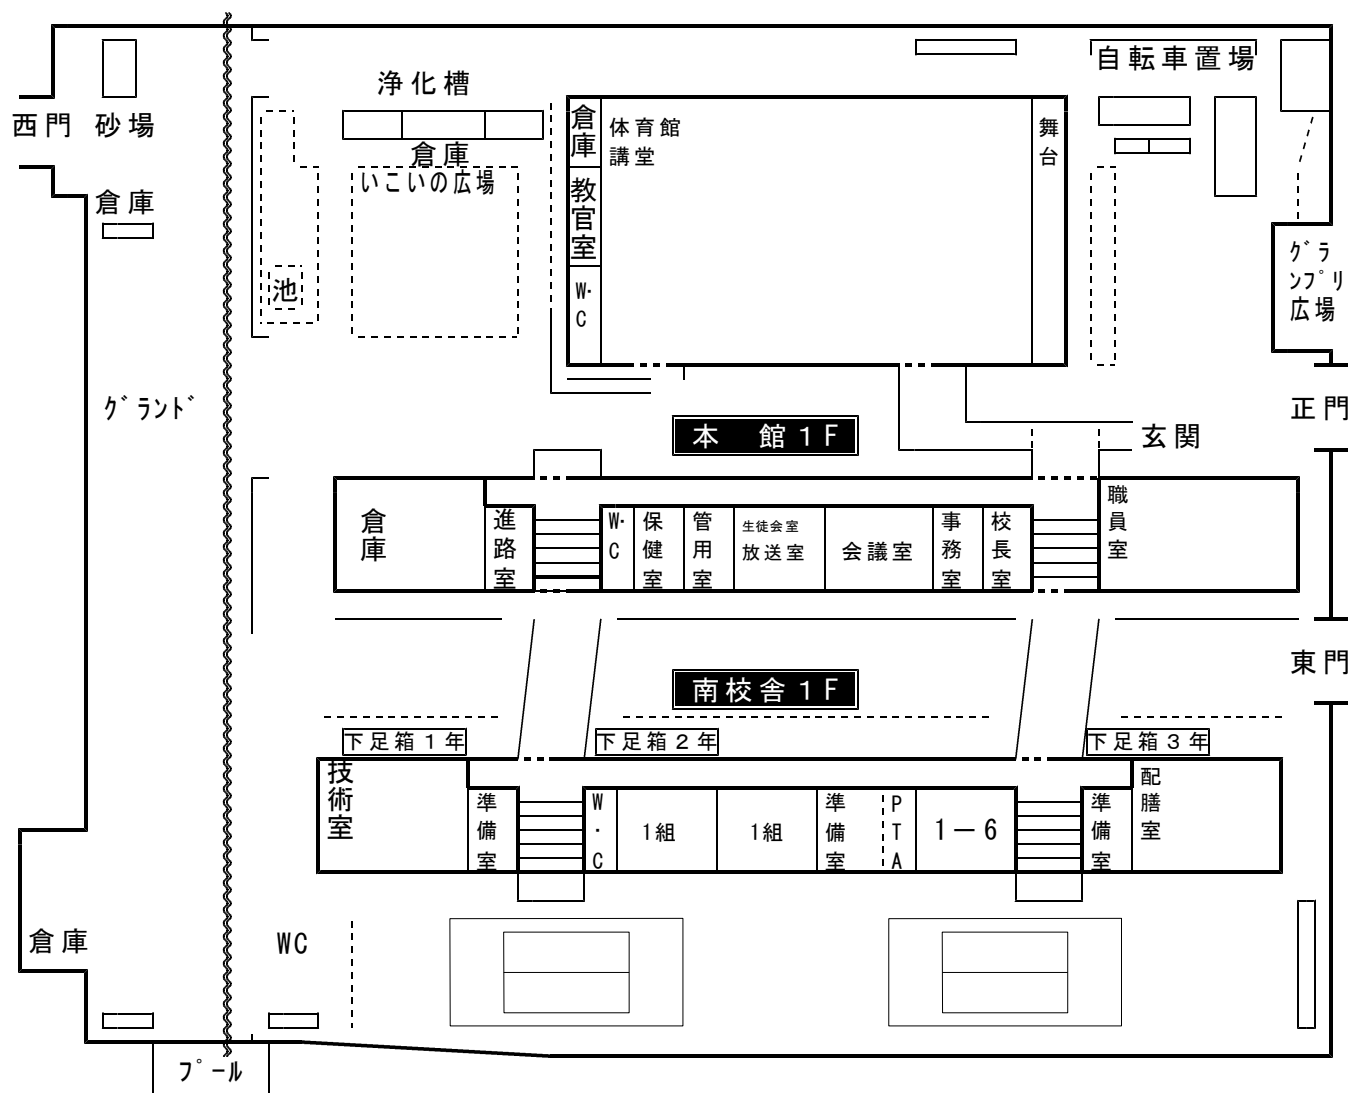 自転車置場
浄化槽
西門
砂場
倉庫
体育館
講堂
舞台
倉庫
いこいの広場
教官室
倉庫
グランプリ広場
池
W・C
グランド
正門
本　館１F
玄関
倉庫
進路室
W・C
保健室
管用室
生徒会室
放送室
会議室
事務室
校長室
職員室
東門
南校舎１F
下足箱１年
下足箱２年
下足箱３年
技術室
準備室
W・C
1組
1組
準備室
PTA
1－6
準備室
配膳室
倉庫
WC
プール